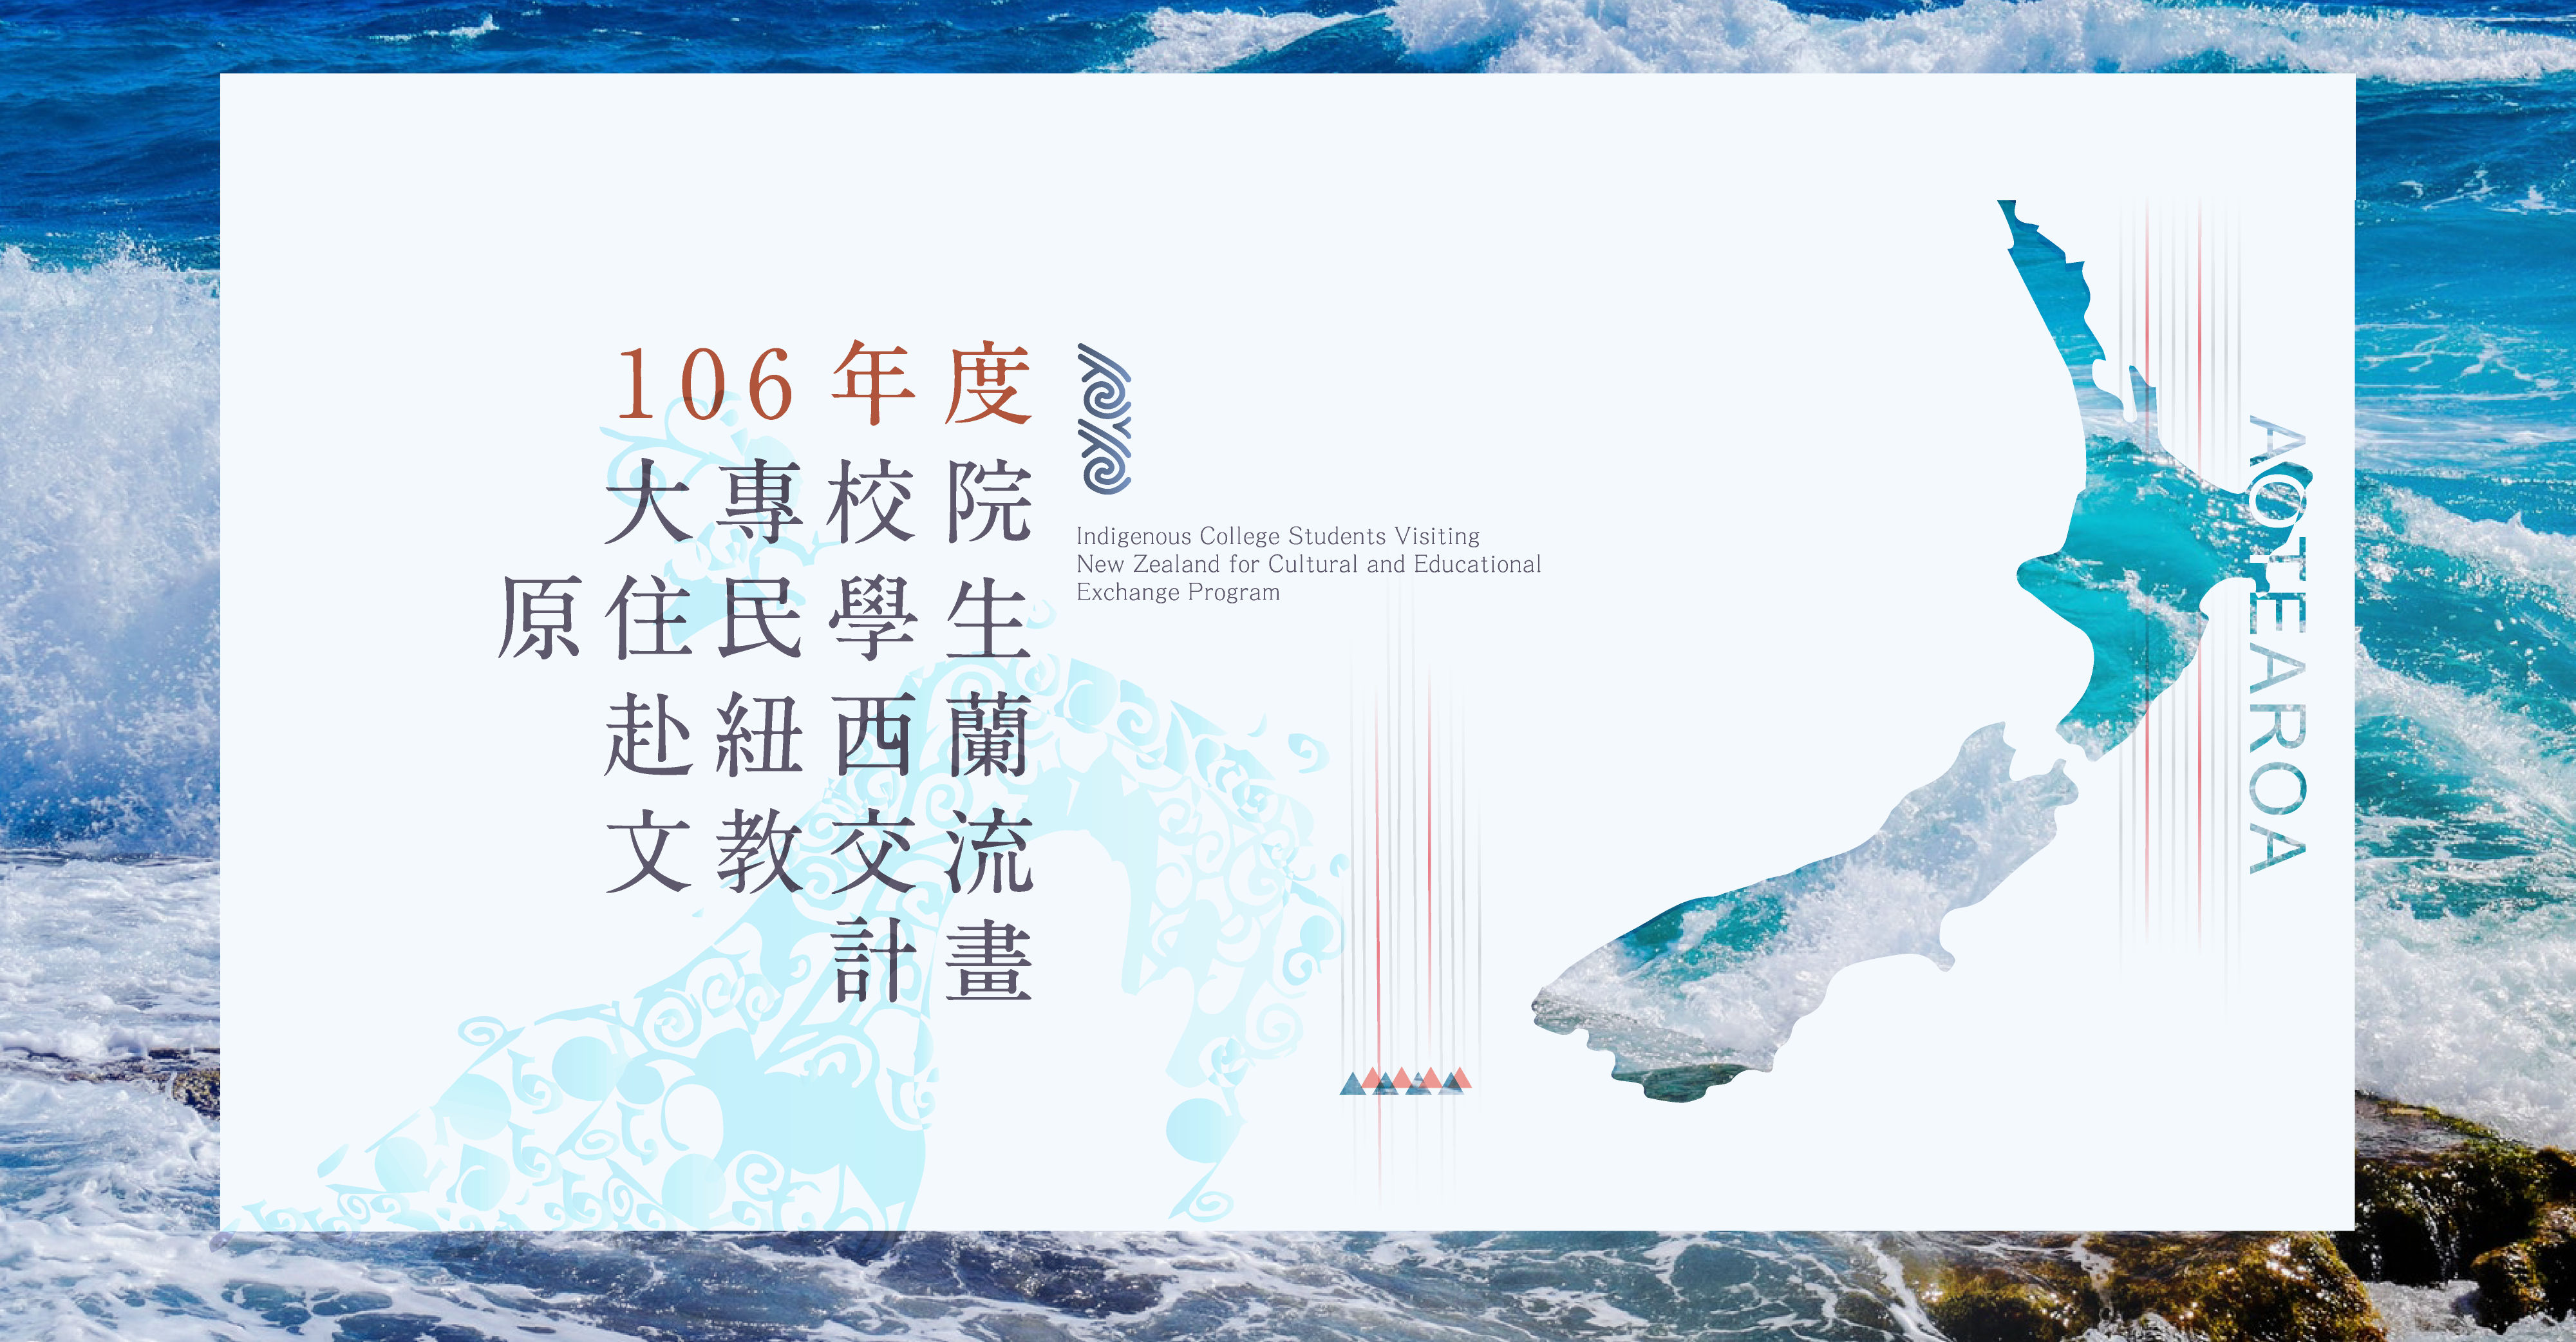 106年度
大專校院
原住民學生
赴紐西蘭
文教交流
計畫
Indigenous College Students Visiting
New Zealand for Cultural and Educational
Exchange Program
AOTEAROA